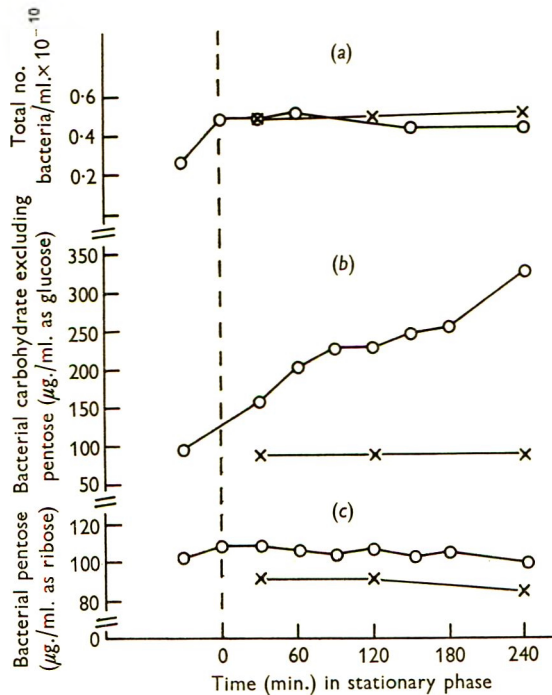 (a)
Total no.
bacteria/ml.× 10⁻¹⁰
0·6
0·4
0·2
(b)
Bacterial carbohydrate excluding
pentose (μg./ml. as glucose)
350
300
250
200
150
100
50
(c)
Bacterial pentose
(μg./ml. as ribose)
120
100
80
0
0 60 120 180 240
Time (min.) in stationary phase